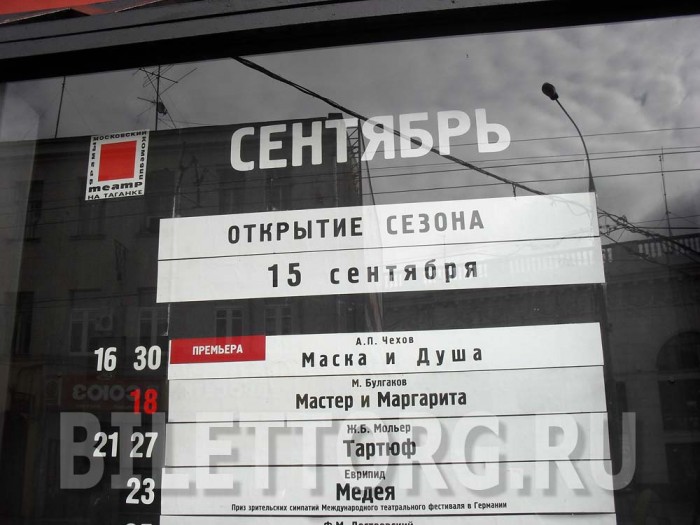 МОСКОВСКИЙ
театр
НА ТАГАНКЕ
СЕНТЯБРЬ
ОТКРЫТИЕ СЕЗОНА
15 сентября
16 30
ПРЕМЬЕРА
А.П. Чехов
Маска и Душа
18
М. Булгаков
Мастер и Маргарита
21 27
Ж.Б. Мольер
Тартюф
23
Еврипид
Медея
Приз зрительских симпатий Международного театрального фестиваля в Германии
Ф.М. Достоевский
BILETTORG.RU